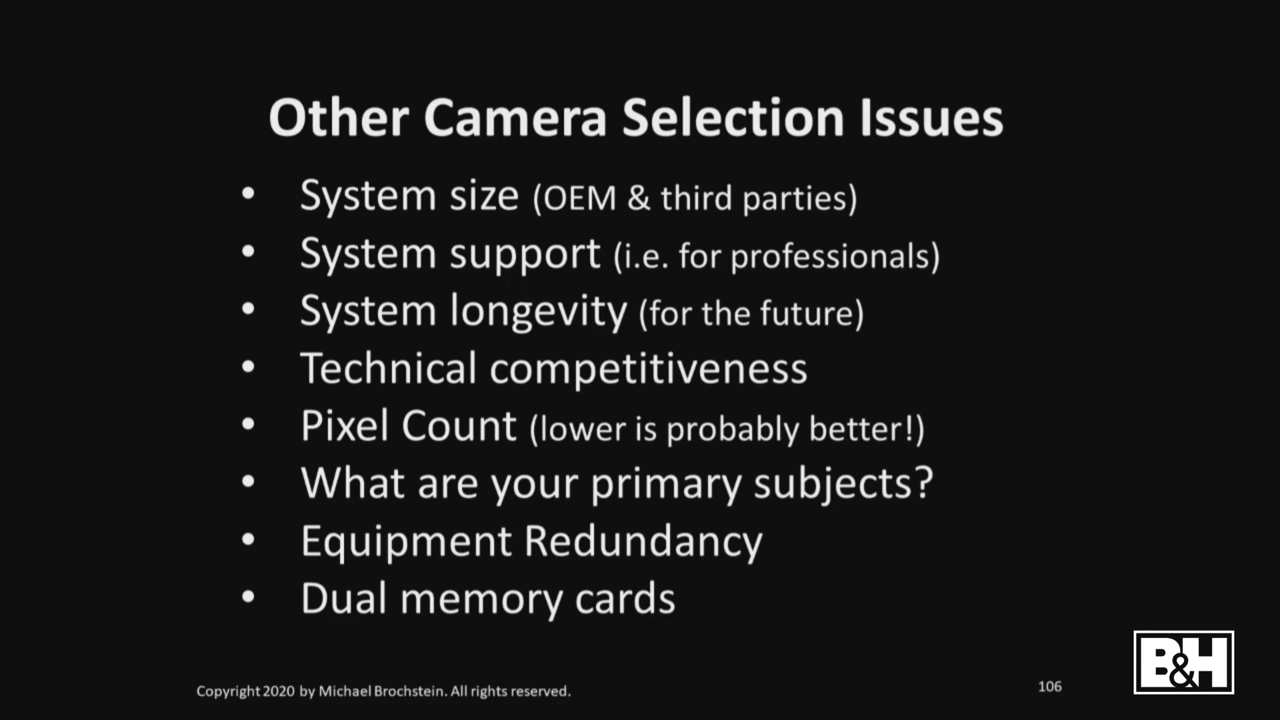 Other Camera Selection Issues
• System size (OEM & third parties)
• System support (i.e. for professionals)
• System longevity (for the future)
• Technical competitiveness
• Pixel Count (lower is probably better!)
• What are your primary subjects?
• Equipment Redundancy
• Dual memory cards
Copyright 2020 by Michael Brochstein. All rights reserved.
106
B&H